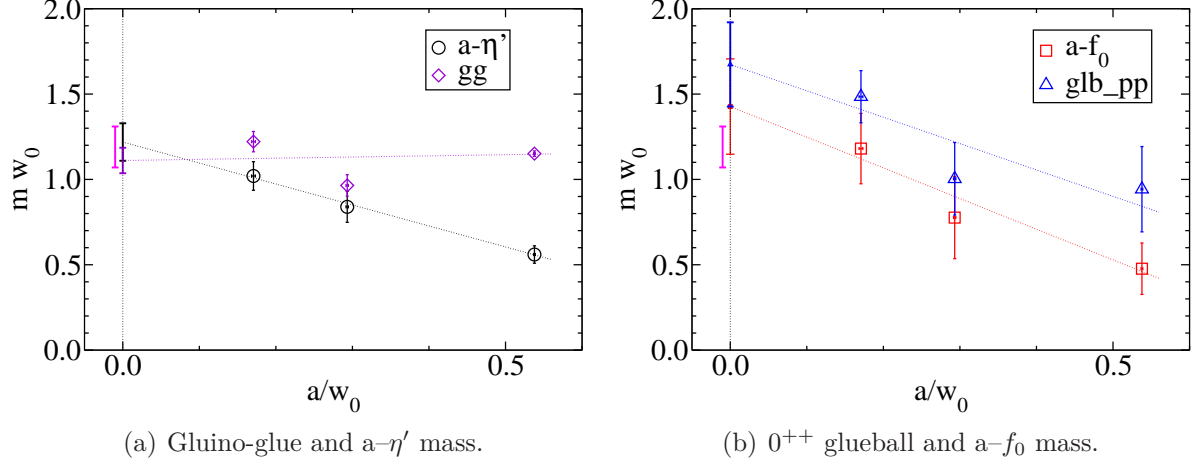 2.0
1.5
1.0
0.5
0.0
m w₀
a-η'
gg
0.0
0.5
a/w₀
(a) Gluino-glue and a–η′ mass.
2.0
1.5
1.0
0.5
0.0
m w₀
a-f₀
glb_pp
0.0
0.5
a/w₀
(b) 0⁺⁺ glueball and a–f₀ mass.